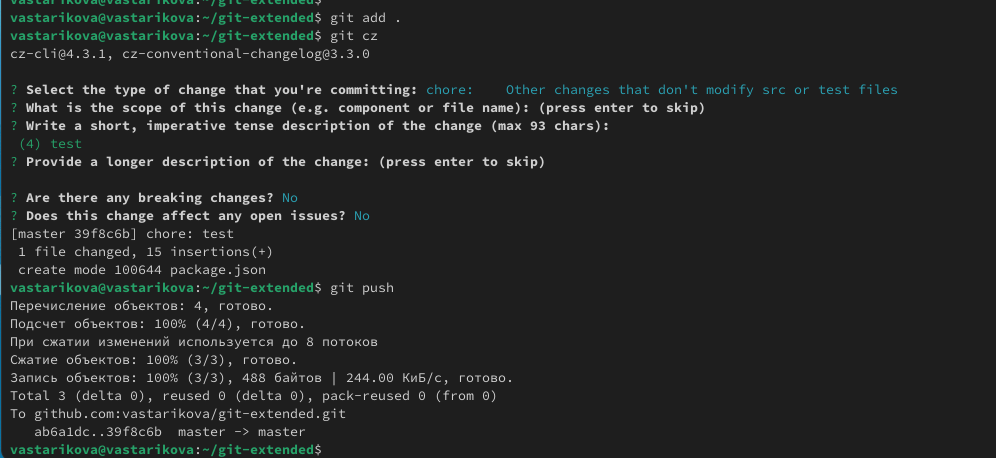 vastarikova@vastarikova:~/git-extended$
vastarikova@vastarikova:~/git-extended$ git add .
vastarikova@vastarikova:~/git-extended$ git cz
cz-cli@4.3.1, cz-conventional-changelog@3.3.0
? Select the type of change that you're committing: chore:    Other changes that don't modify src or test files
? What is the scope of this change (e.g. component or file name): (press enter to skip)
? Write a short, imperative tense description of the change (max 93 chars):
(4) test
? Provide a longer description of the change: (press enter to skip)
? Are there any breaking changes? No
? Does this change affect any open issues? No
[master 39f8c6b] chore: test
1 file changed, 15 insertions(+)
create mode 100644 package.json
vastarikova@vastarikova:~/git-extended$ git push
Перечисление объектов: 4, готово.
Подсчет объектов: 100% (4/4), готово.
При сжатии изменений используется до 8 потоков
Сжатие объектов: 100% (3/3), готово.
Запись объектов: 100% (3/3), 488 байтов | 244.00 КиБ/с, готово.
Total 3 (delta 0), reused 0 (delta 0), pack-reused 0 (from 0)
To github.com:vastarikova/git-extended.git
ab6a1dc..39f8c6b  master -> master
vastarikova@vastarikova:~/git-extended$